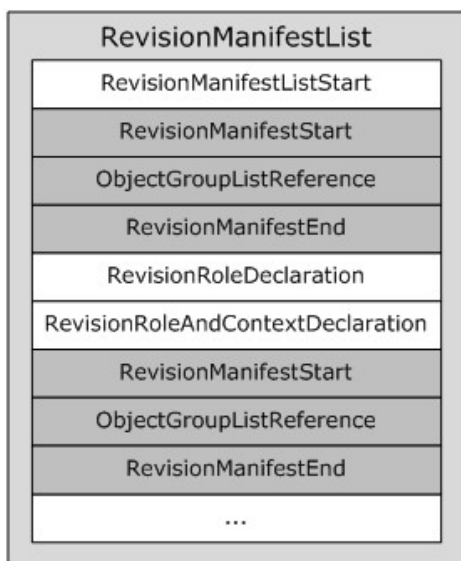 RevisionManifestList
RevisionManifestListStart
RevisionManifestStart
ObjectGroupListReference
RevisionManifestEnd
RevisionRoleDeclaration
RevisionRoleAndContextDeclaration
RevisionManifestStart
ObjectGroupListReference
RevisionManifestEnd
...